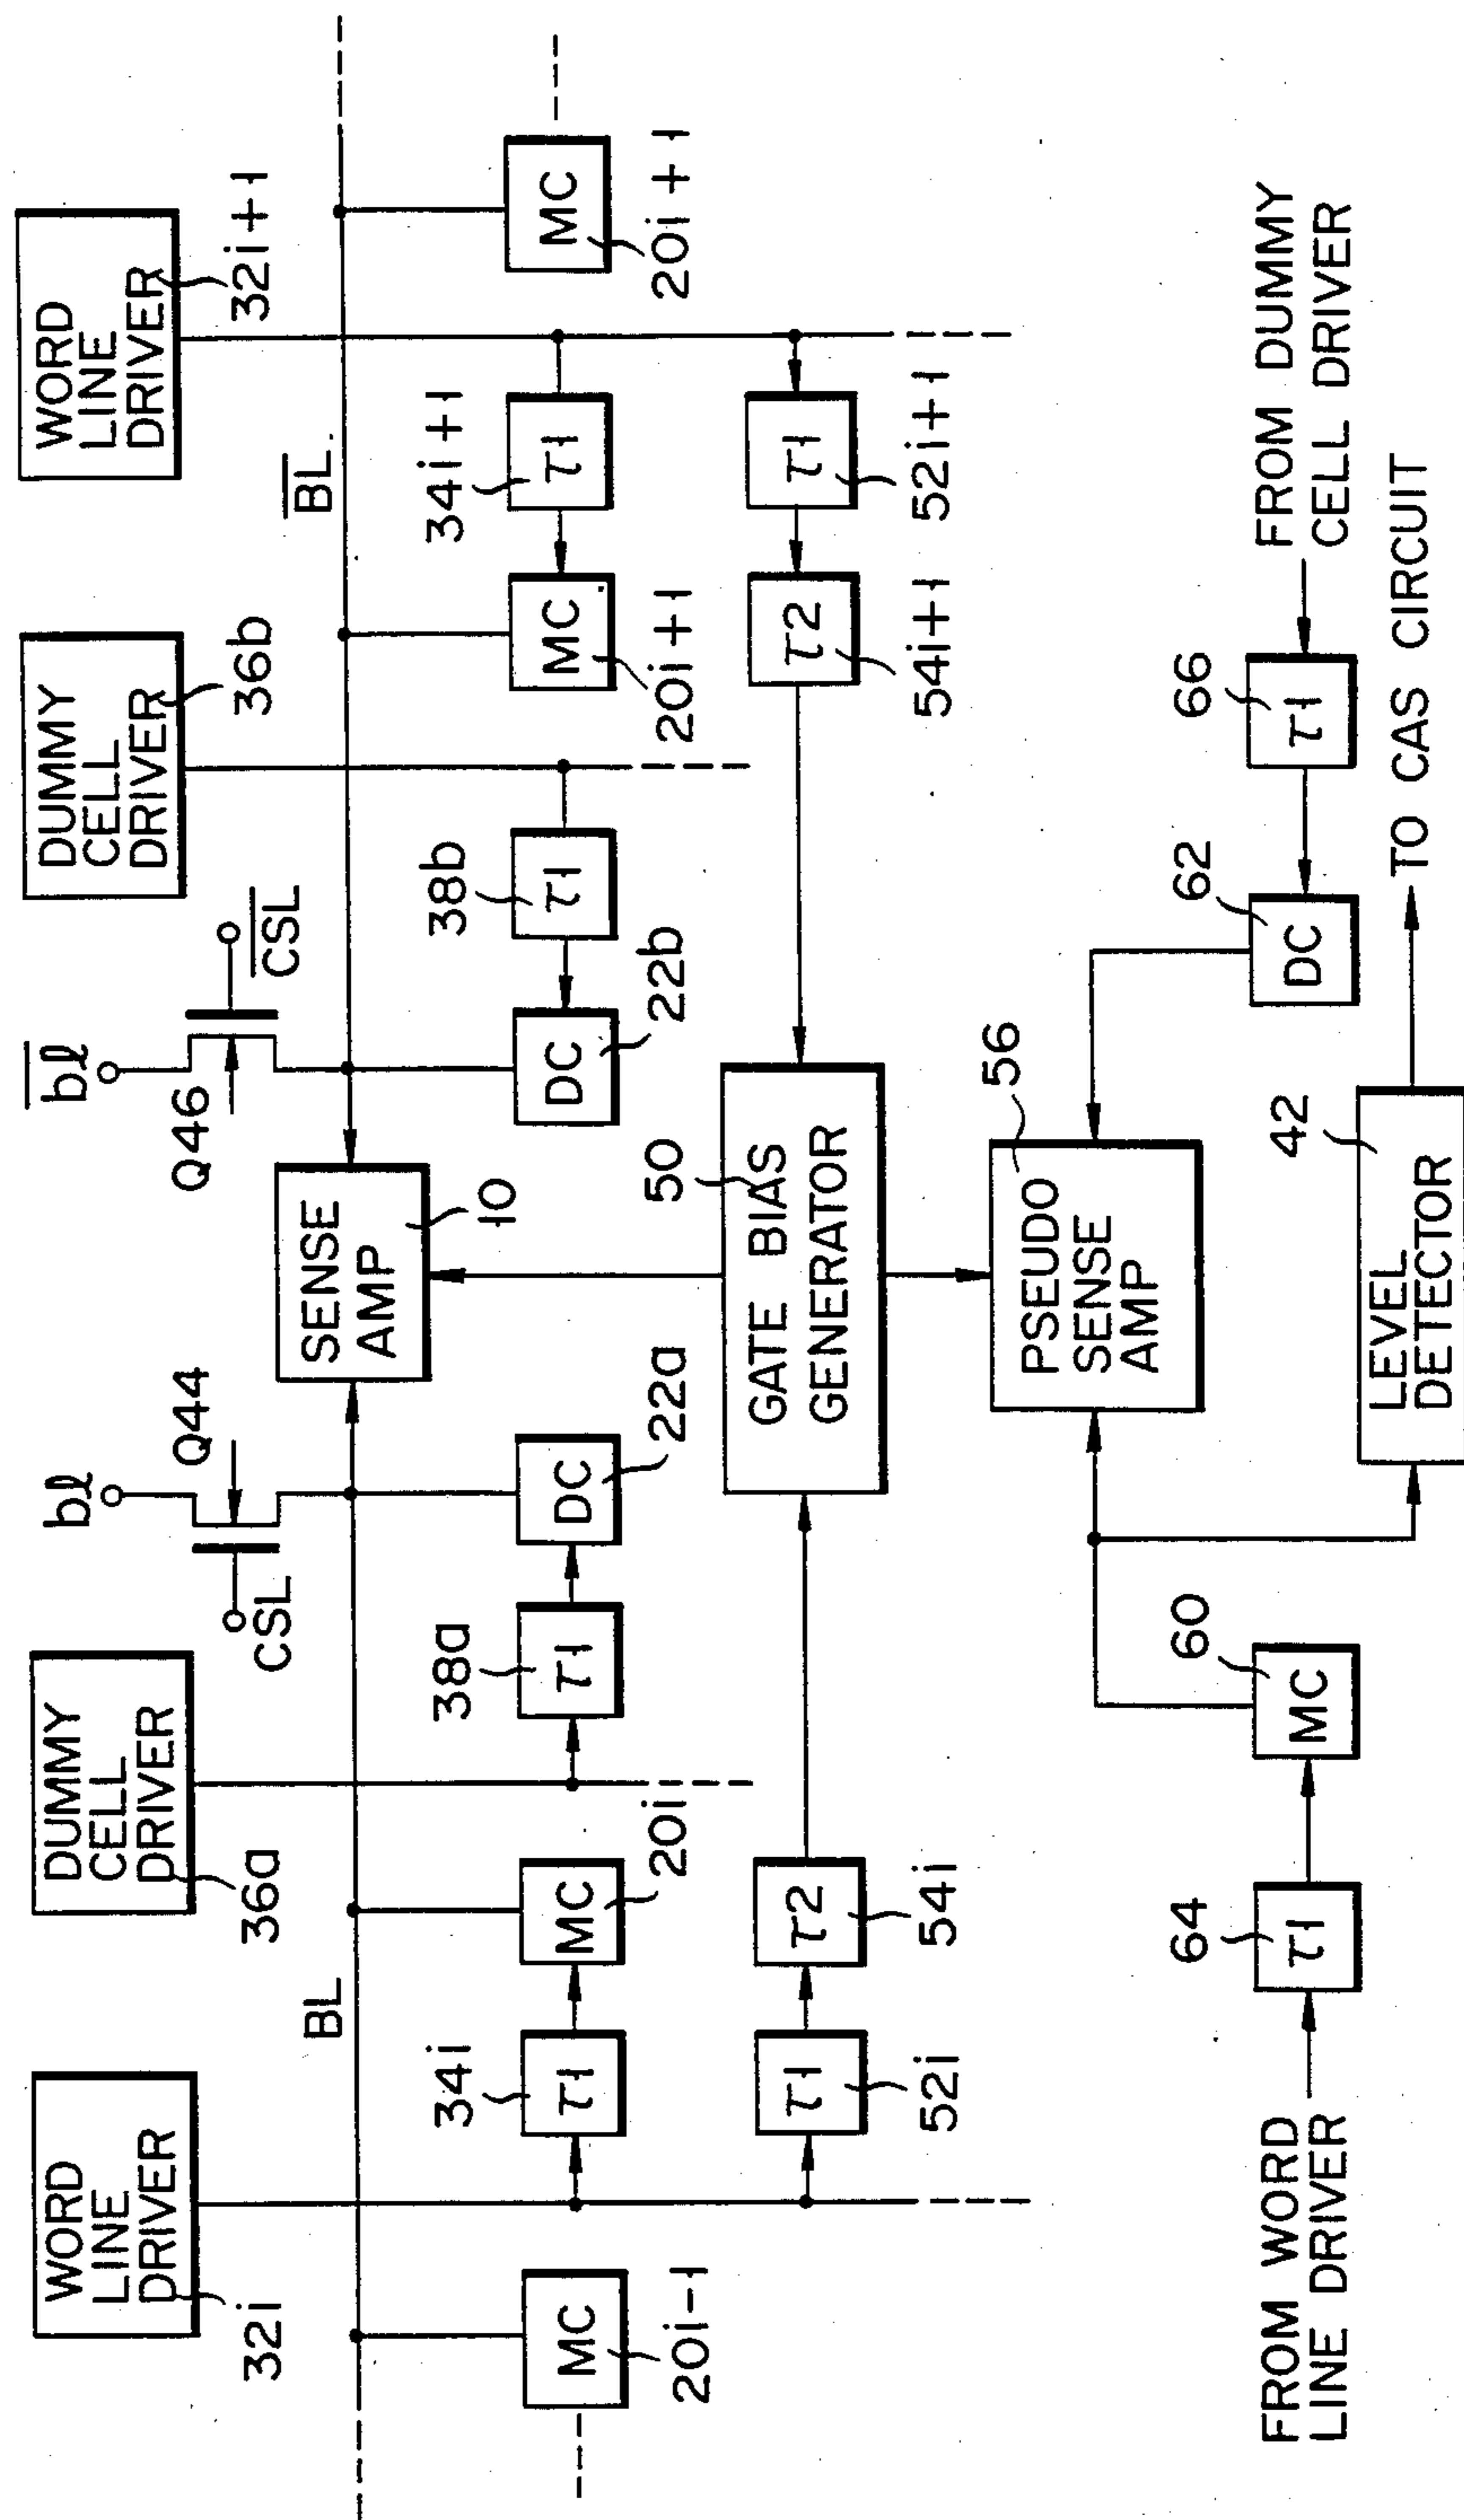 WORD
LINE
DRIVER
32i
DUMMY
CELL
DRIVER
36a
bl
Q44
CSL
b̅l̅
Q46
C̅S̅L̅
DUMMY
CELL
DRIVER
36b
WORD
LINE
DRIVER
32i+1
BL
B̅L̅
SENSE
AMP
10
MC
20i-1
τ1
34i
MC
20i
τ1
38a
DC
22a
DC
22b
τ1
38b
MC
20i+1
τ1
34i+1
MC
20i+1
τ1
52i
τ2
54i
GATE BIAS
GENERATOR
50
τ2
54i+1
τ1
52i+1
PSEUDO
SENSE
AMP
56
FROM WORD
LINE DRIVER
τ1
64
MC
60
DC
62
τ1
66
FROM DUMMY
CELL DRIVER
LEVEL
DETECTOR
42
TO CAS CIRCUIT